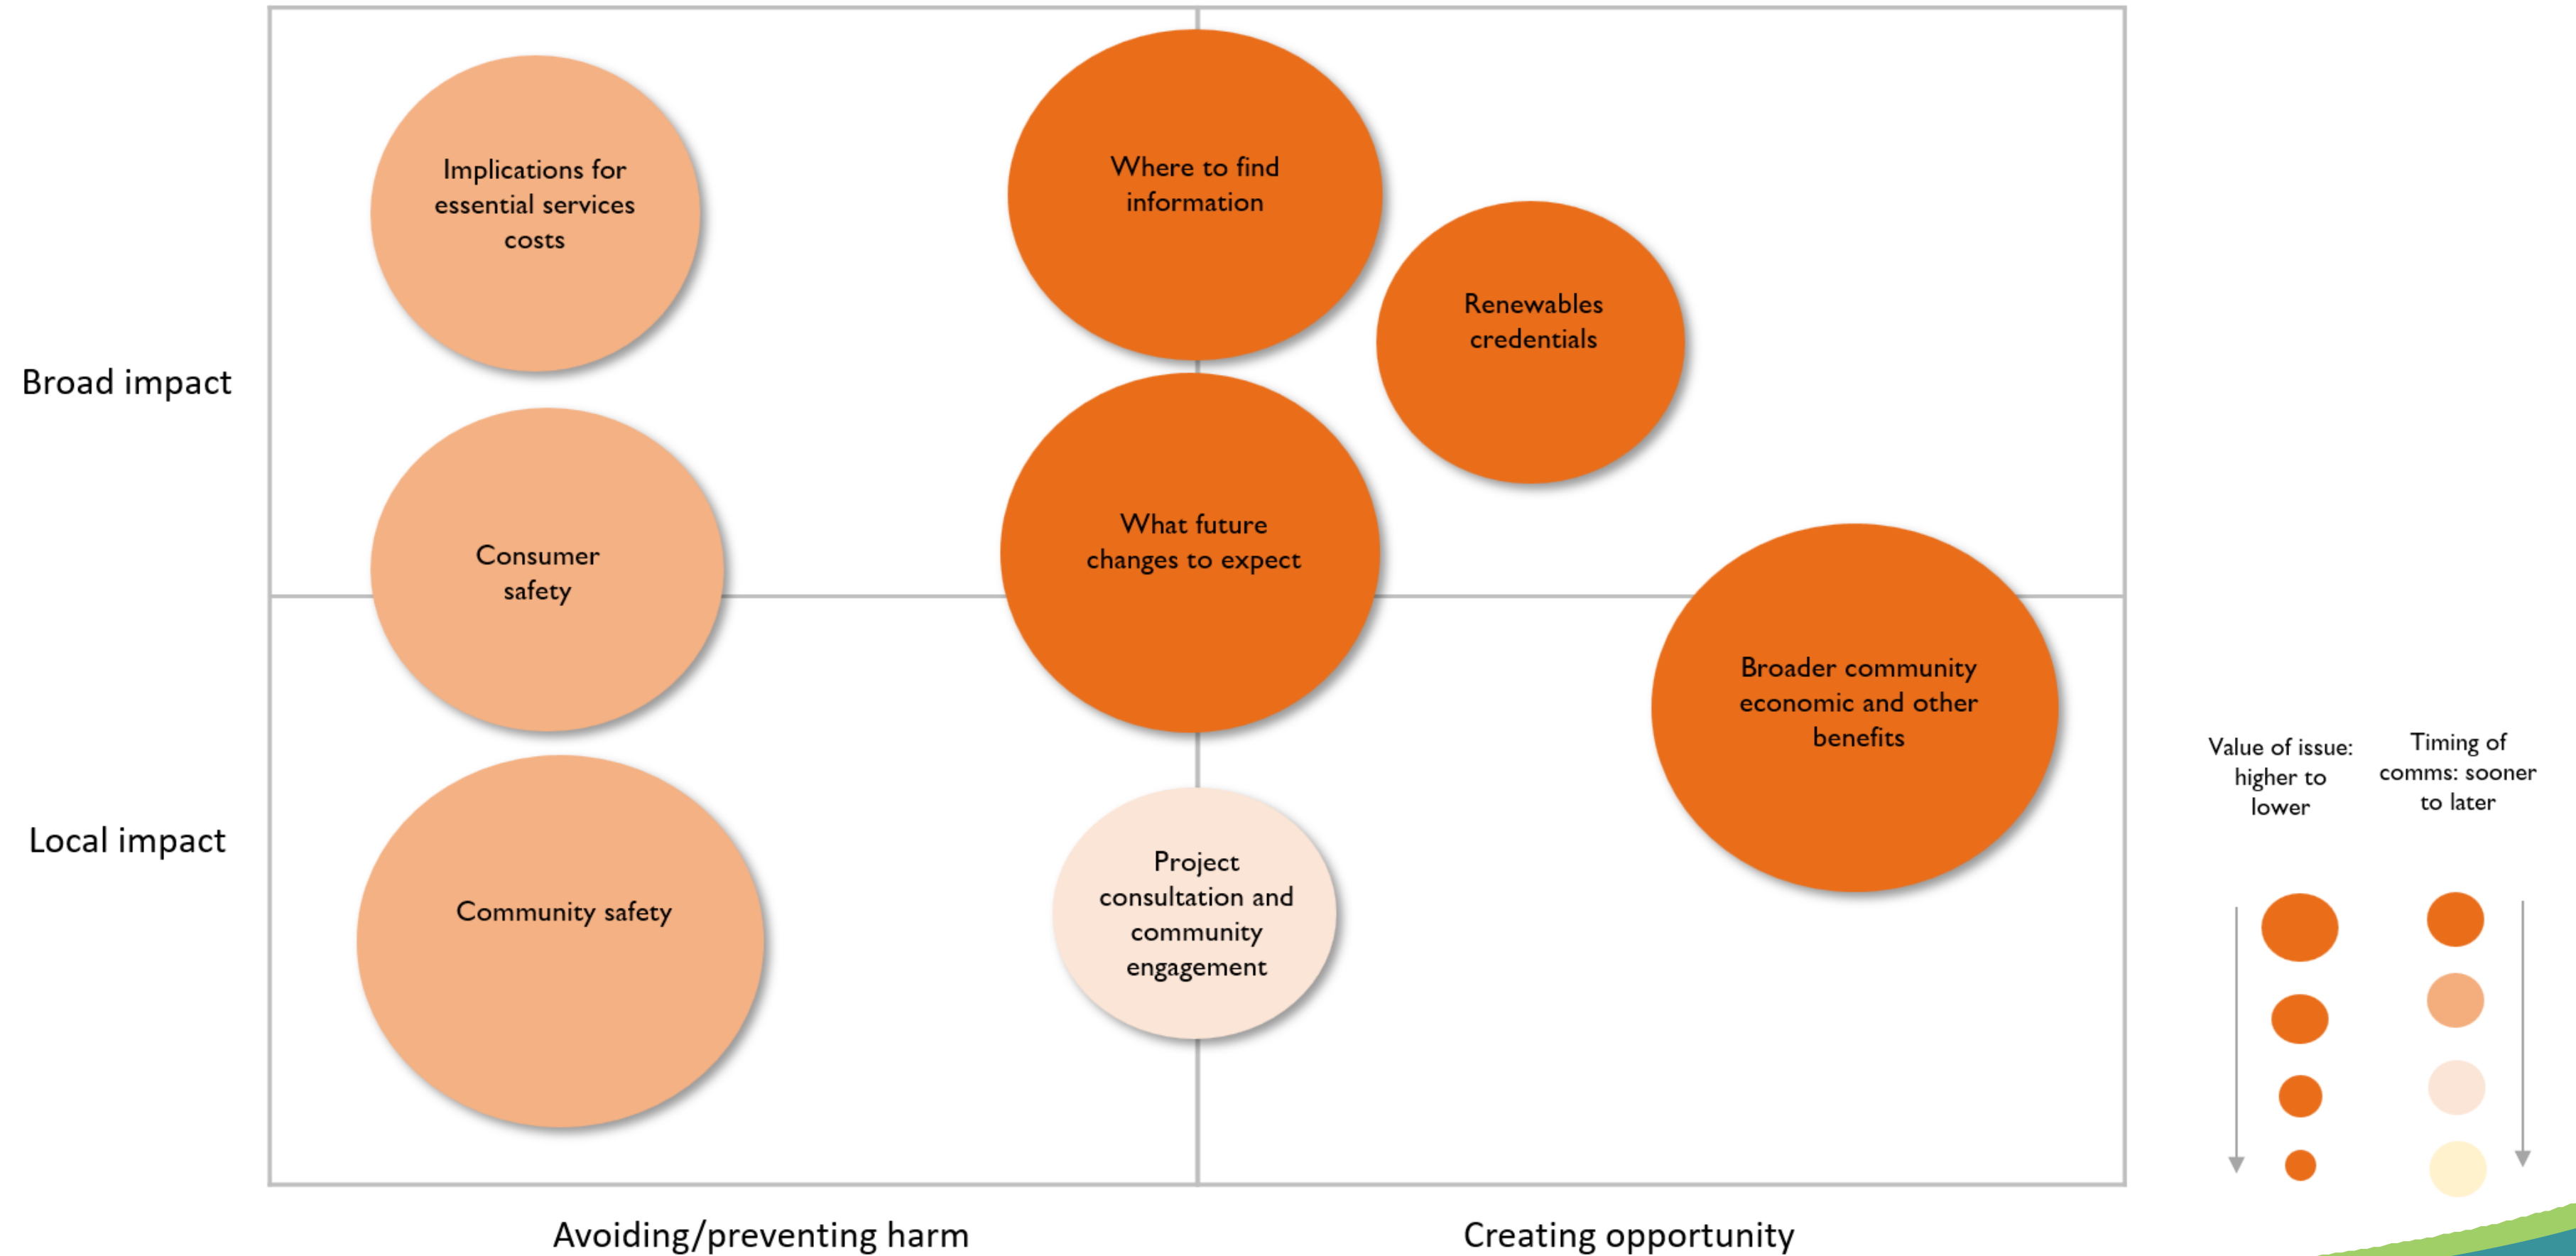 Implications for
essential services
costs
Where to find
information
Renewables
credentials
Broad impact
What future
changes to expect
Consumer
safety
Broader community
economic and other
benefits
Local impact
Project
consultation and
community
engagement
Community safety
Value of issue:
higher to
lower
Timing of
comms: sooner
to later
Avoiding/preventing harm
Creating opportunity